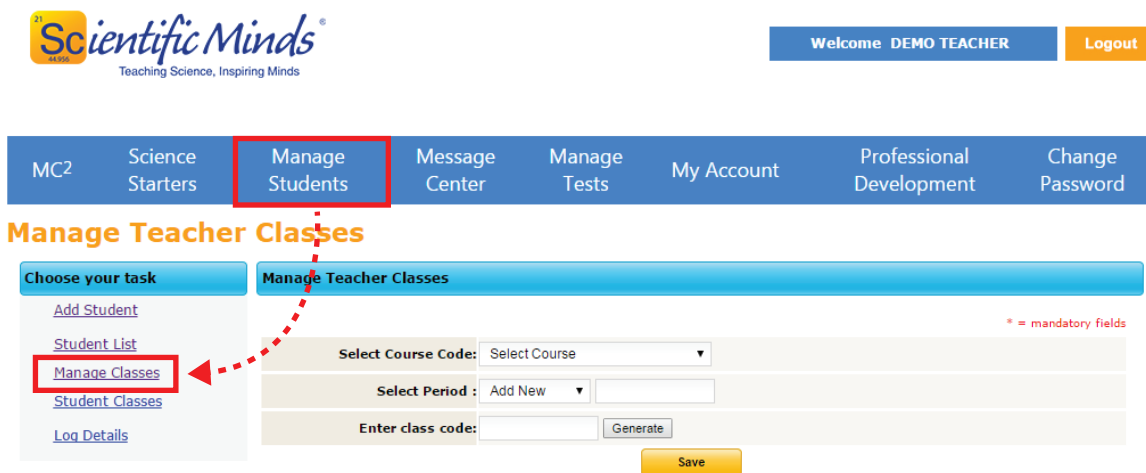 21
Scientific Minds®
44.956
Teaching Science, Inspiring Minds
Welcome DEMO TEACHER
Logout
MC2
Science Starters
Manage Students
Message Center
Manage Tests
My Account
Professional Development
Change Password
Manage Teacher Classes
Choose your task
Add Student
Student List
Manage Classes
Student Classes
Log Details
Manage Teacher Classes
* = mandatory fields
Select Course Code: Select Course
Select Period : Add New
Enter class code: Generate
Save